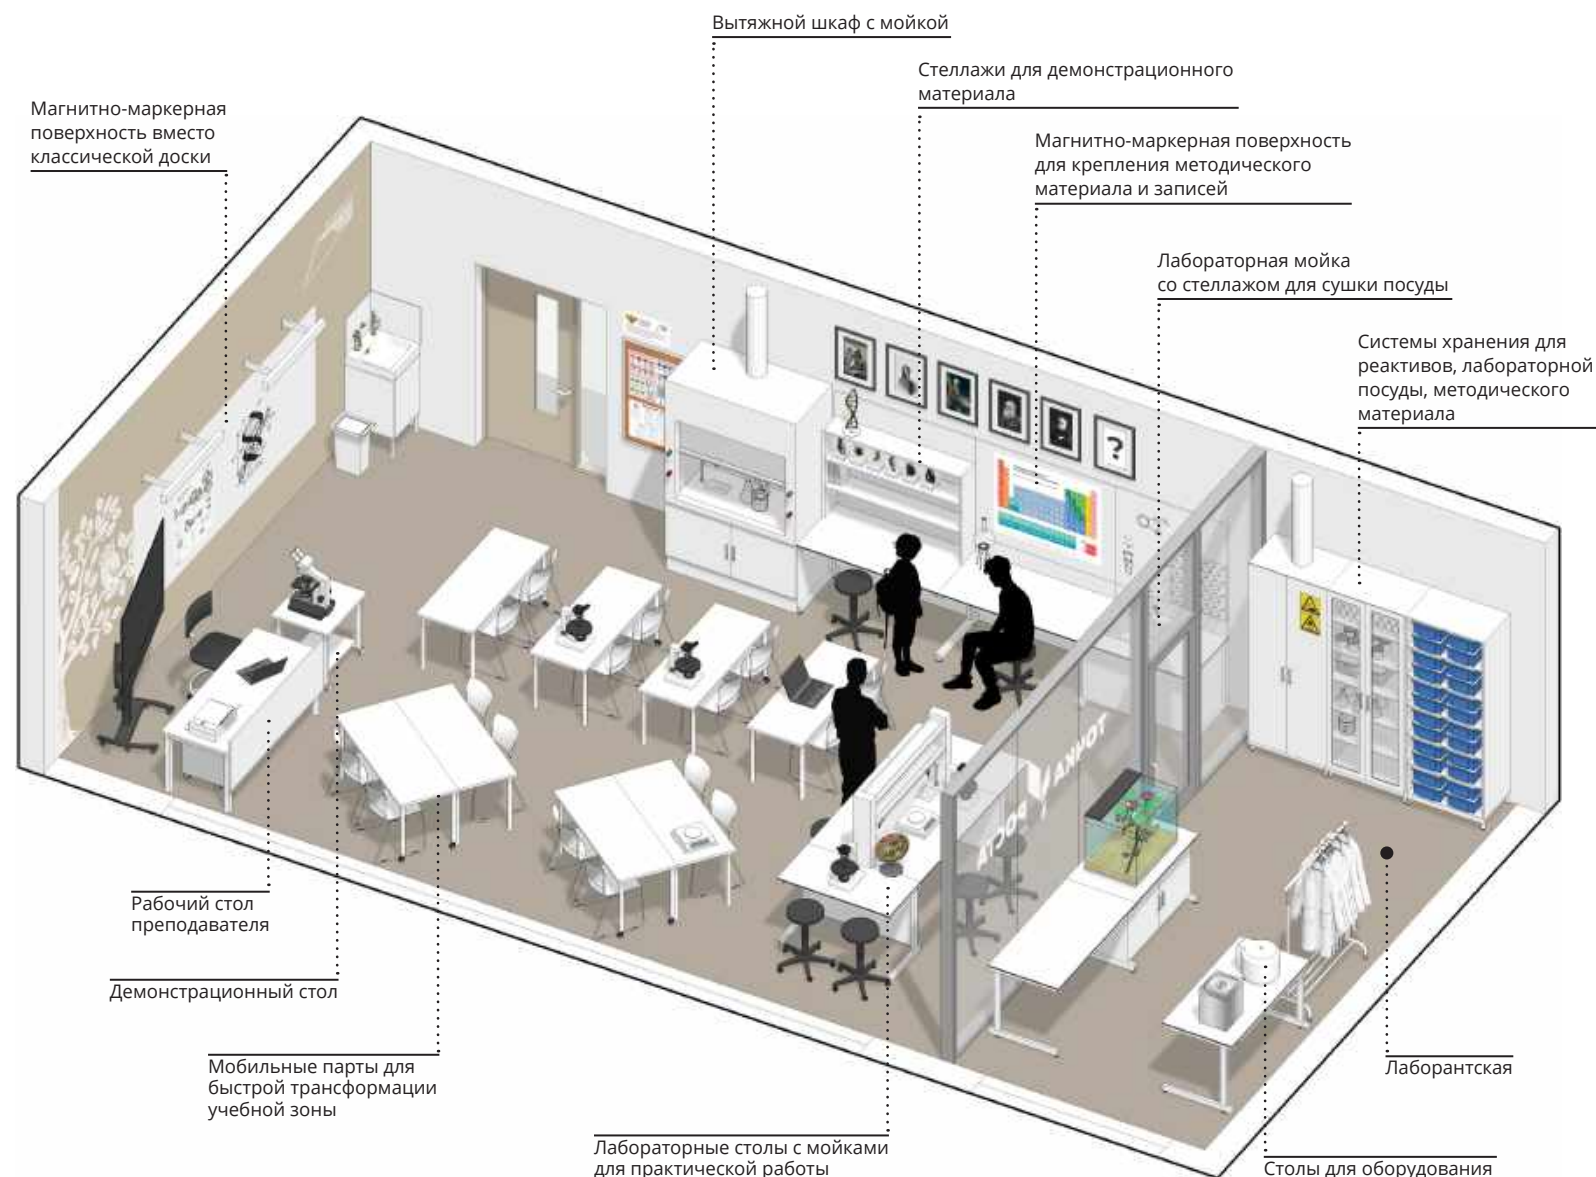 Вытяжной шкаф с мойкой
Стеллажи для демонстрационного
материала
Магнитно-маркерная
поверхность вместо
классической доски
Магнитно-маркерная поверхность
для крепления методического
материала и записей
Лабораторная мойка
со стеллажом для сушки посуды
Системы хранения для
реактивов, лабораторной
посуды, методического
материала
?
ТОЧКА
РОСТА
Рабочий стол
преподавателя
Демонстрационный стол
Мобильные парты для
быстрой трансформации
учебной зоны
Лабораторные столы с мойками
для практической работы
Лаборантская
Столы для оборудования